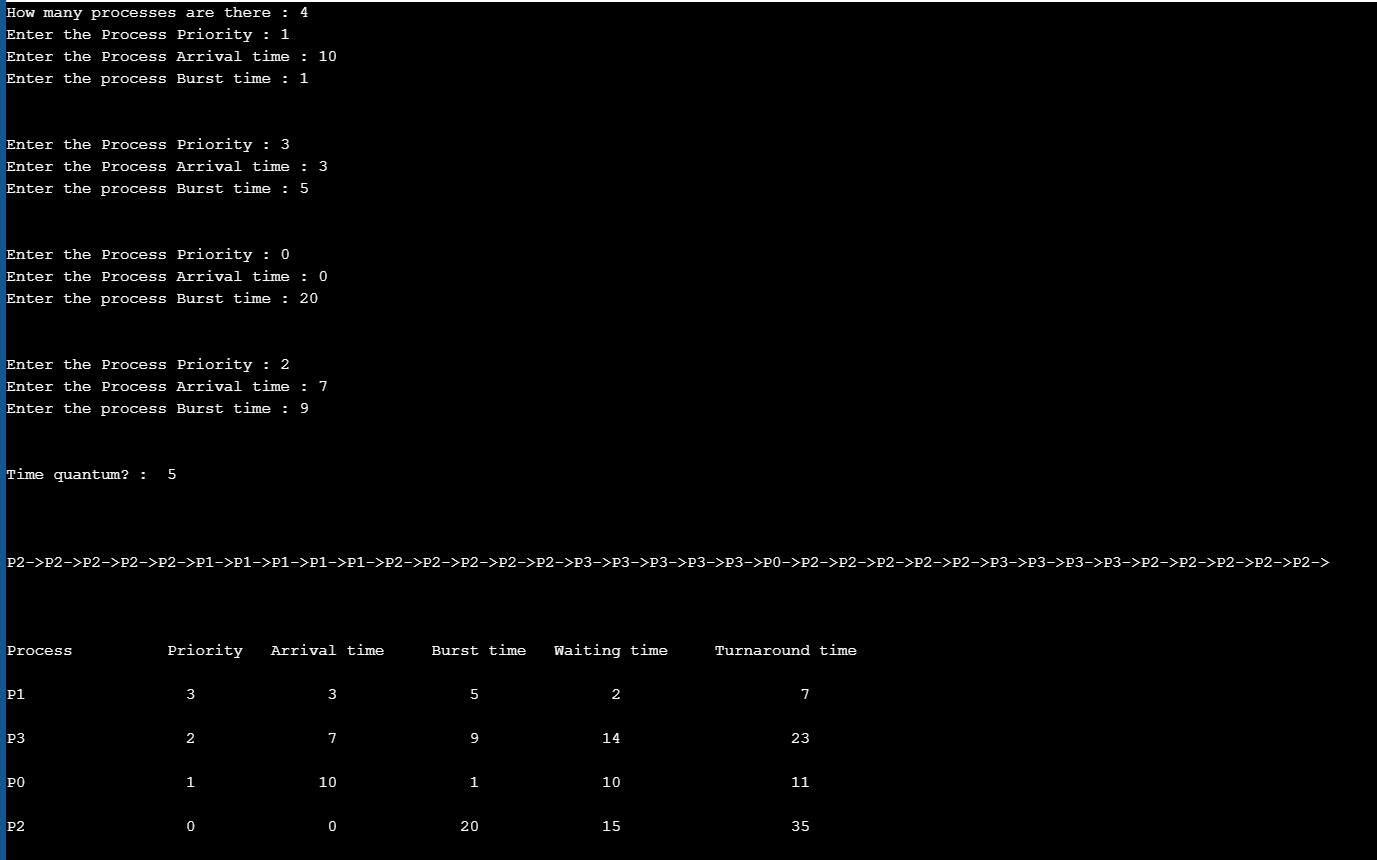 How many processes are there : 4
Enter the Process Priority : 1
Enter the Process Arrival time : 10
Enter the process Burst time : 1
Enter the Process Priority : 3
Enter the Process Arrival time : 3
Enter the process Burst time : 5
Enter the Process Priority : 0
Enter the Process Arrival time : 0
Enter the process Burst time : 20
Enter the Process Priority : 2
Enter the Process Arrival time : 7
Enter the process Burst time : 9
Time quantum? :  5
P2->P2->P2->P2->P2->P1->P1->P1->P1->P1->P2->P2->P2->P2->P2->P3->P3->P3->P3->P3->P0->P2->P2->P2->P2->P2->P3->P3->P3->P3->P2->P2->P2->P2->P2->
Process Priority Arrival time Burst time Waiting time Turnaround time
P1 3 3 5 2 7
P3 2 7 9 14 23
P0 1 10 1 10 11
P2 0 0 20 15 35